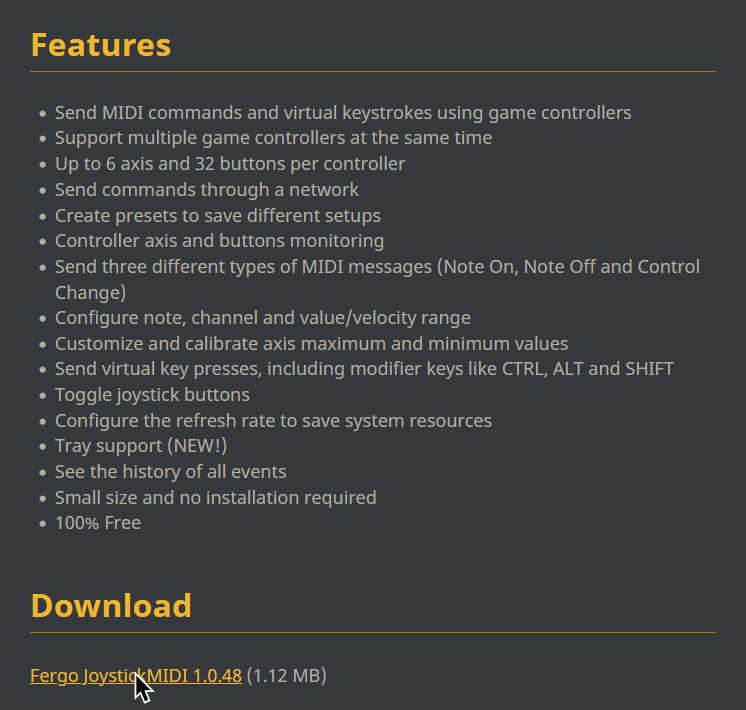 Features
Send MIDI commands and virtual keystrokes using game controllers
Support multiple game controllers at the same time
Up to 6 axis and 32 buttons per controller
Send commands through a network
Create presets to save different setups
Controller axis and buttons monitoring
Send three different types of MIDI messages (Note On, Note Off and Control
Change)
Configure note, channel and value/velocity range
Customize and calibrate axis maximum and minimum values
Send virtual key presses, including modifier keys like CTRL, ALT and SHIFT
Toggle joystick buttons
Configure the refresh rate to save system resources
Tray support (NEW!)
See the history of all events
Small size and no installation required
100% Free
Download
Fergo JoystickMIDI 1.0.48 (1.12 MB)